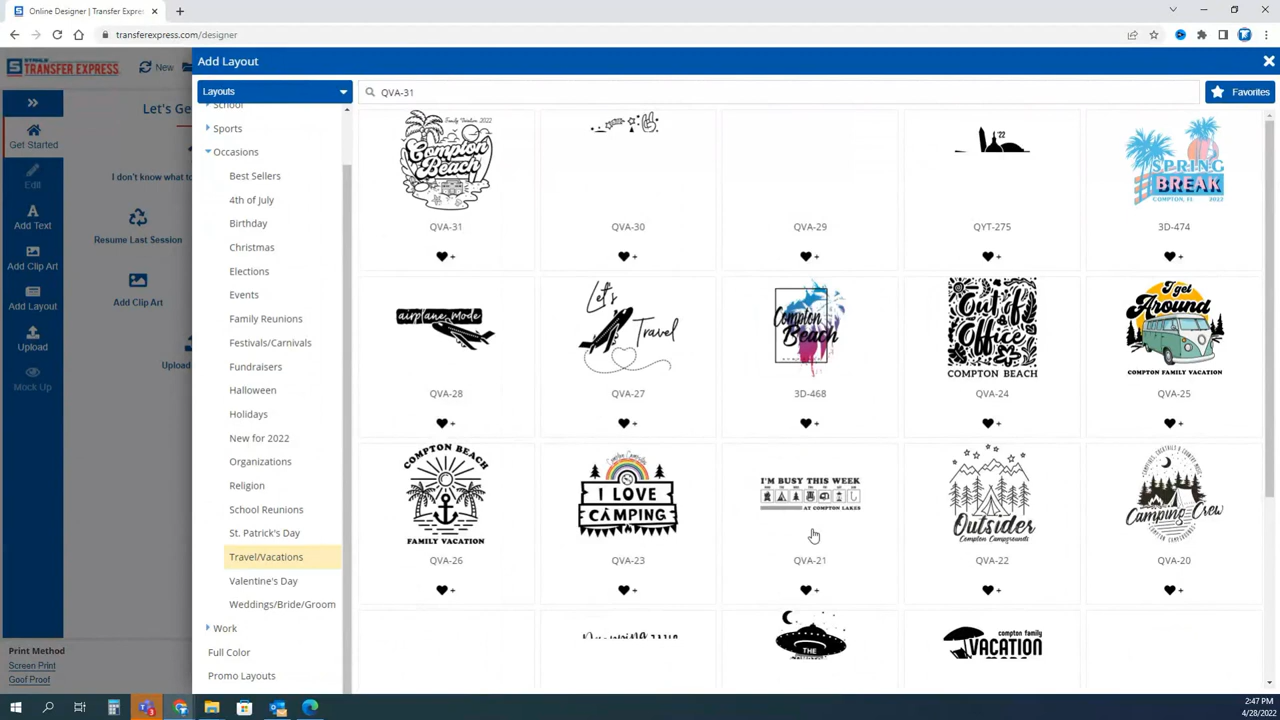 Online Designer | Transfer Express
transferexpress.com/designer
STAHLS'
TRANSFER EXPRESS
New
Let's Ge
Get Started
Edit
Add Text
Add Clip Art
Add Layout
Upload
Mock Up
I don't know what to
Resume Last Session
Add Clip Art
Upload
Print Method
Screen Print
Goof Proof
Add Layout
Layouts
QVA-31
Favorites
School
Sports
Occasions
Best Sellers
4th of July
Birthday
Christmas
Elections
Events
Family Reunions
Festivals/Carnivals
Fundraisers
Halloween
Holidays
New for 2022
Organizations
Religion
School Reunions
St. Patrick's Day
Travel/Vacations
Valentine's Day
Weddings/Bride/Groom
Work
Full Color
Promo Layouts
Family Vacation 2022
Compton Beach
'22
SPRING BREAK
COMPTON, FL 2022
QVA-31
QVA-30
QVA-29
QYT-275
3D-474
airplane mode
Let's Travel
Compton Beach
Out of Office
COMPTON BEACH
I get Around
COMPTON FAMILY VACATION
QVA-28
QVA-27
3D-468
QVA-24
QVA-25
COMPTON BEACH
FAMILY VACATION
I LOVE CAMPING
I'M BUSY THIS WEEK
AT COMPTON LAKES
Outsider
Compton Campgrounds
Camping Crew
QVA-26
QVA-23
QVA-21
QVA-22
QVA-20
THE
compton family
VACATION
2:47 PM
4/28/2022